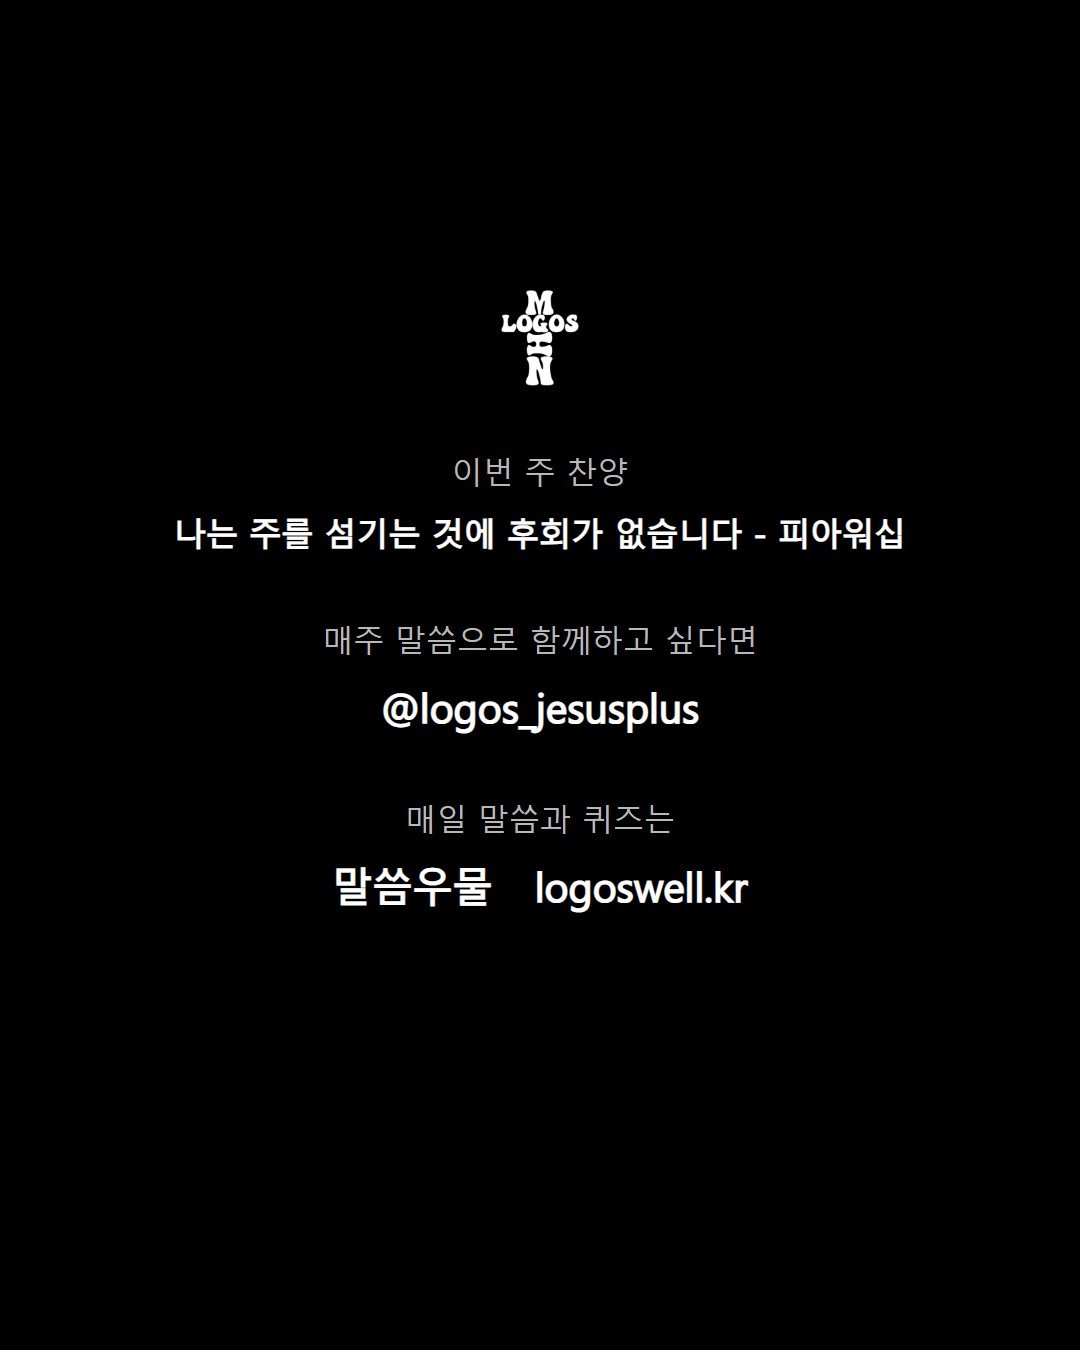 M
LOGOS
IN
이번 주 찬양
나는 주를 섬기는 것에 후회가 없습니다 - 피아워십
매주 말씀으로 함께하고 싶다면
@logos_jesusplus
매일 말씀과 퀴즈는
말씀우물 logoswell.kr